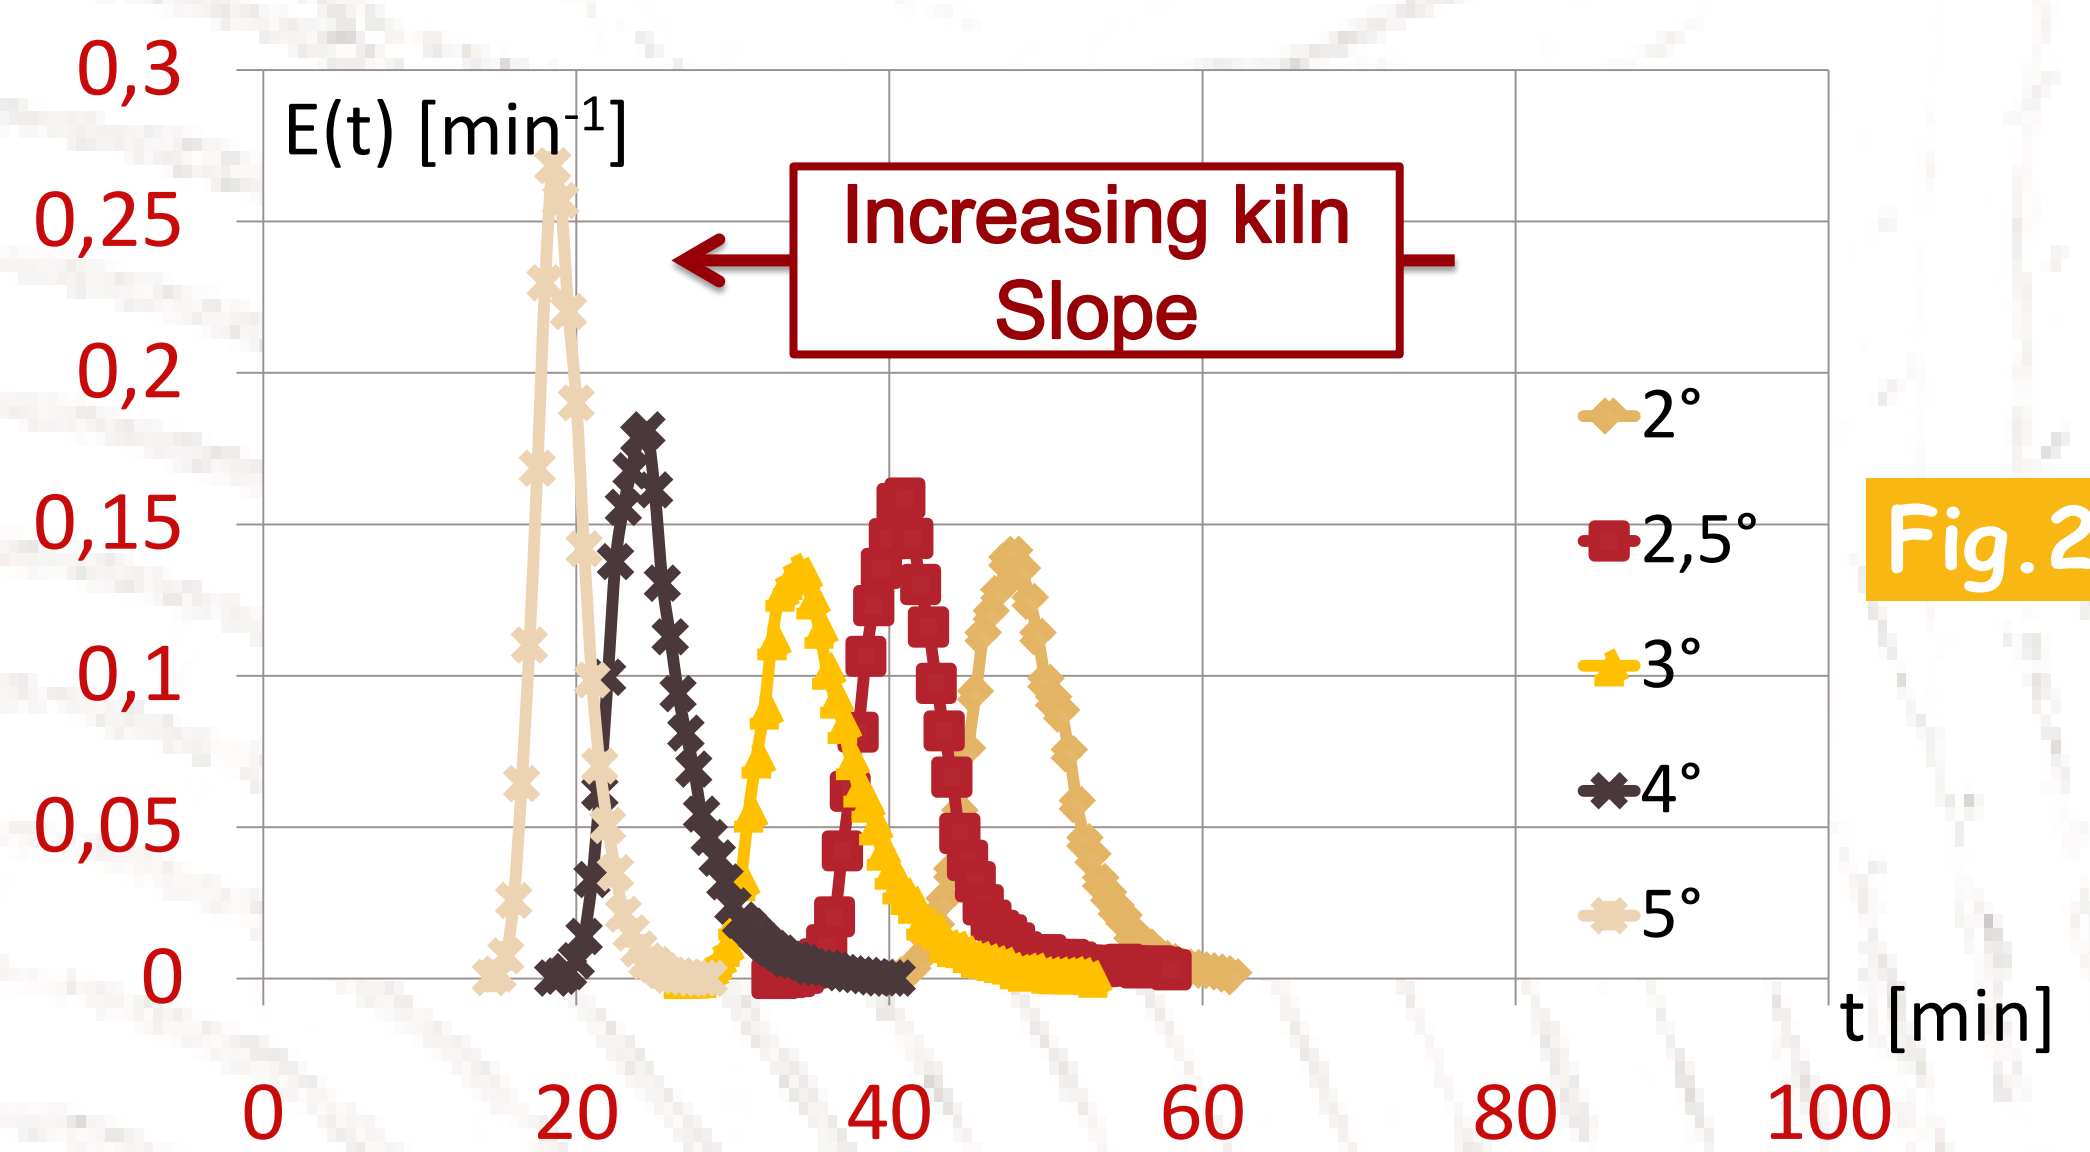 0,3
E(t) [min⁻¹]
0,25
Increasing kiln
Slope
0,2
2°
0,15
2,5°
Fig.2
0,1
3°
4°
0,05
5°
0
t [min]
0 20 40 60 80 100